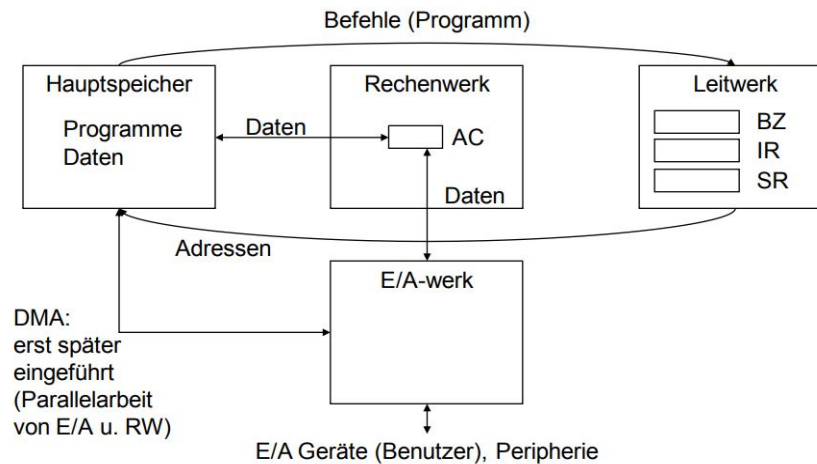 Befehle (Programm)
Hauptspeicher
Programme
Daten
Daten
Rechenwerk
AC
Daten
Leitwerk
BZ
IR
SR
Adressen
E/A-werk
DMA:
erst später
eingeführt
(Parallelarbeit
von E/A u. RW)
E/A Geräte (Benutzer), Peripherie